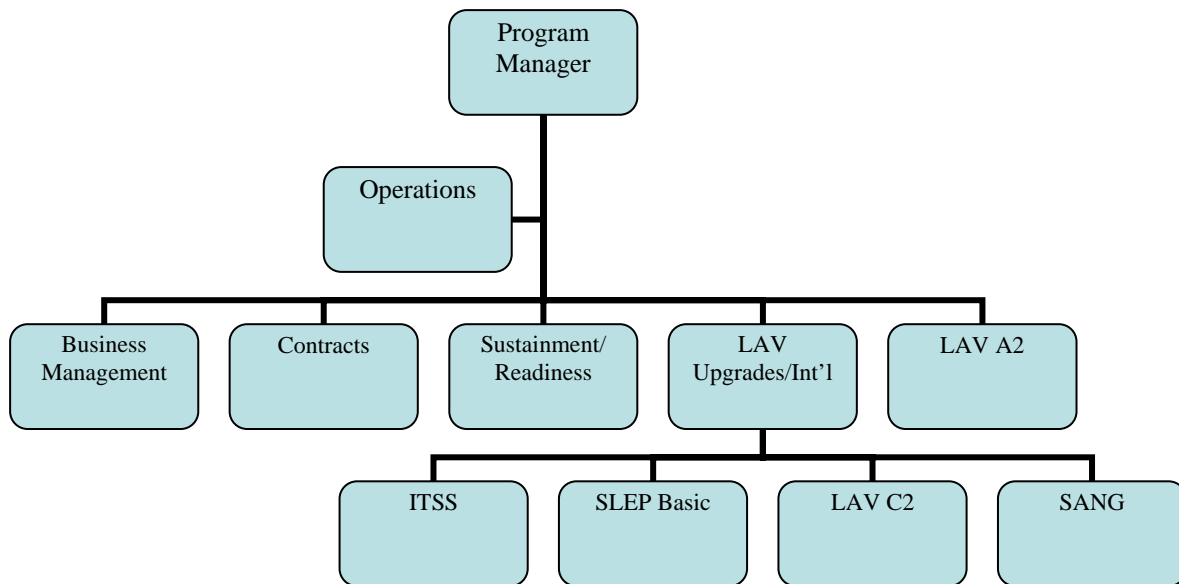 Program
Manager
Operations
Business
Management
Contracts
Sustainment/
Readiness
LAV
Upgrades/Int’l
LAV A2
ITSS
SLEP Basic
LAV C2
SANG